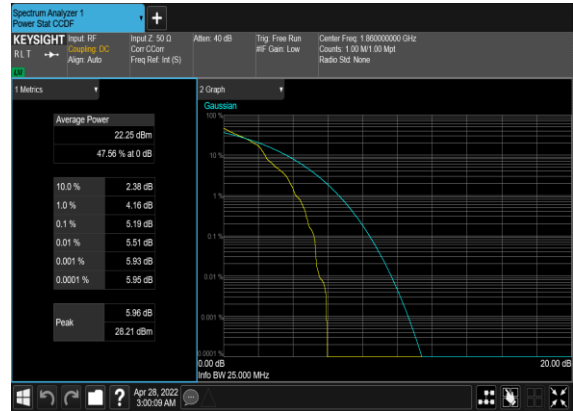 Spectrum Analyzer 1
Power Stat CCDF
+
KEYSIGHT
Input: RF
Input Z: 50 Ω
Atten: 40 dB
Trig: Free Run
Center Freq: 1.860000000 GHz
RLT
Coupling: DC
Corr CCorr
#IF Gain: Low
Counts: 1.00 M/1.00 Mpt
Align: Auto
Freq Ref: Int (S)
Radio Std: None
1 Metrics
2 Graph
Average Power
22.25 dBm
47.56 % at 0 dB
10.0 % 2.38 dB
1.0 % 4.16 dB
0.1 % 5.19 dB
0.01 % 5.51 dB
0.001 % 5.93 dB
0.0001 % 5.95 dB
Peak
5.96 dB
28.21 dBm
Gaussian
100 %
10 %
1 %
0.1 %
0.01 %
0.001 %
0.0001 %
0.00 dB
20.00 dB
Info BW 25.000 MHz
?
Apr 28, 2022
3:00:09 AM